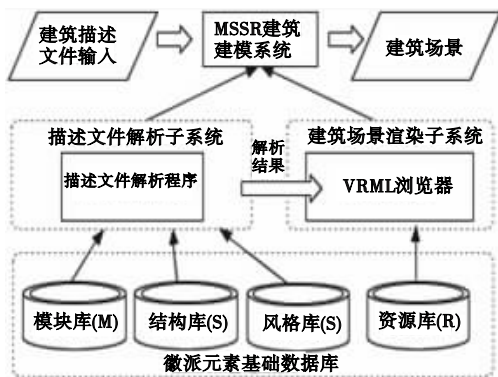 建筑描述
文件输入
MSSR建筑
建模系统
建筑场景
描述文件解析子系统
解析
结果
建筑场景渲染子系统
描述文件解析程序
VRML浏览器
模块库(M)
结构库(S)
风格库(S)
资源库(R)
徽派元素基础数据库